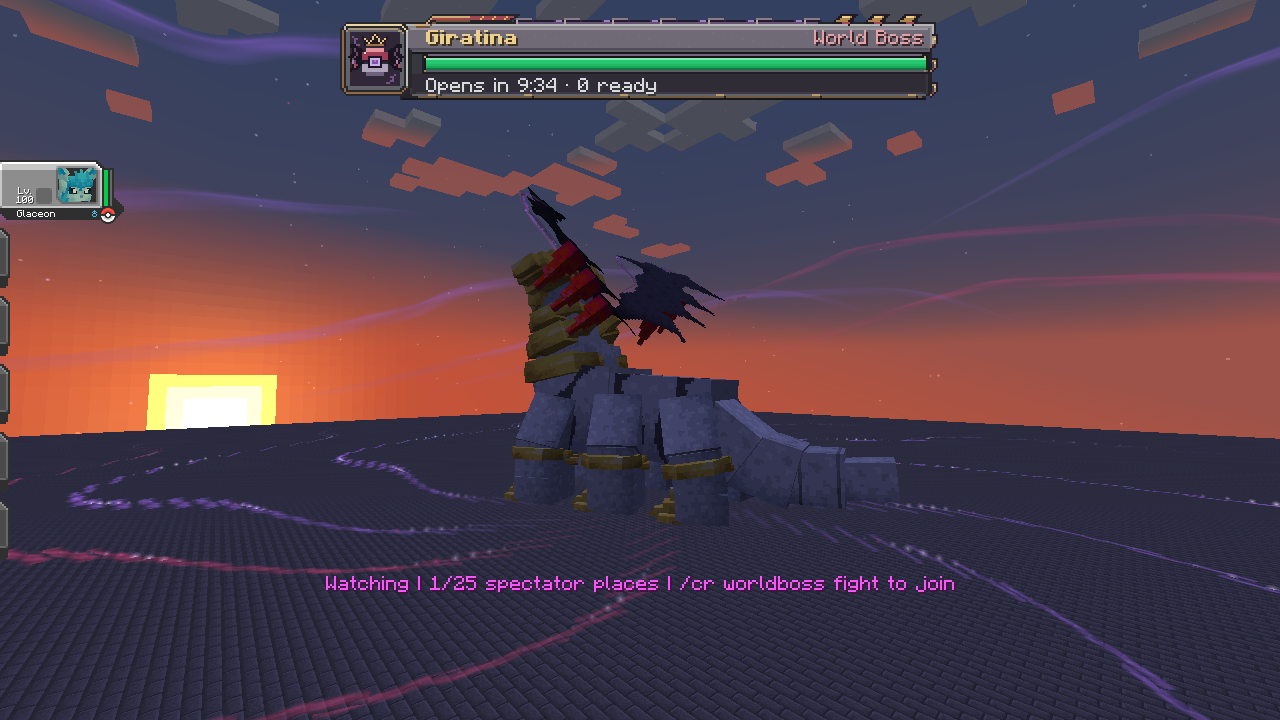 Giratina
World Boss
Opens in 9:34 · 0 ready
Lv.
100
Glaceon
Watching | 1/25 spectator places | /cr worldboss fight to join